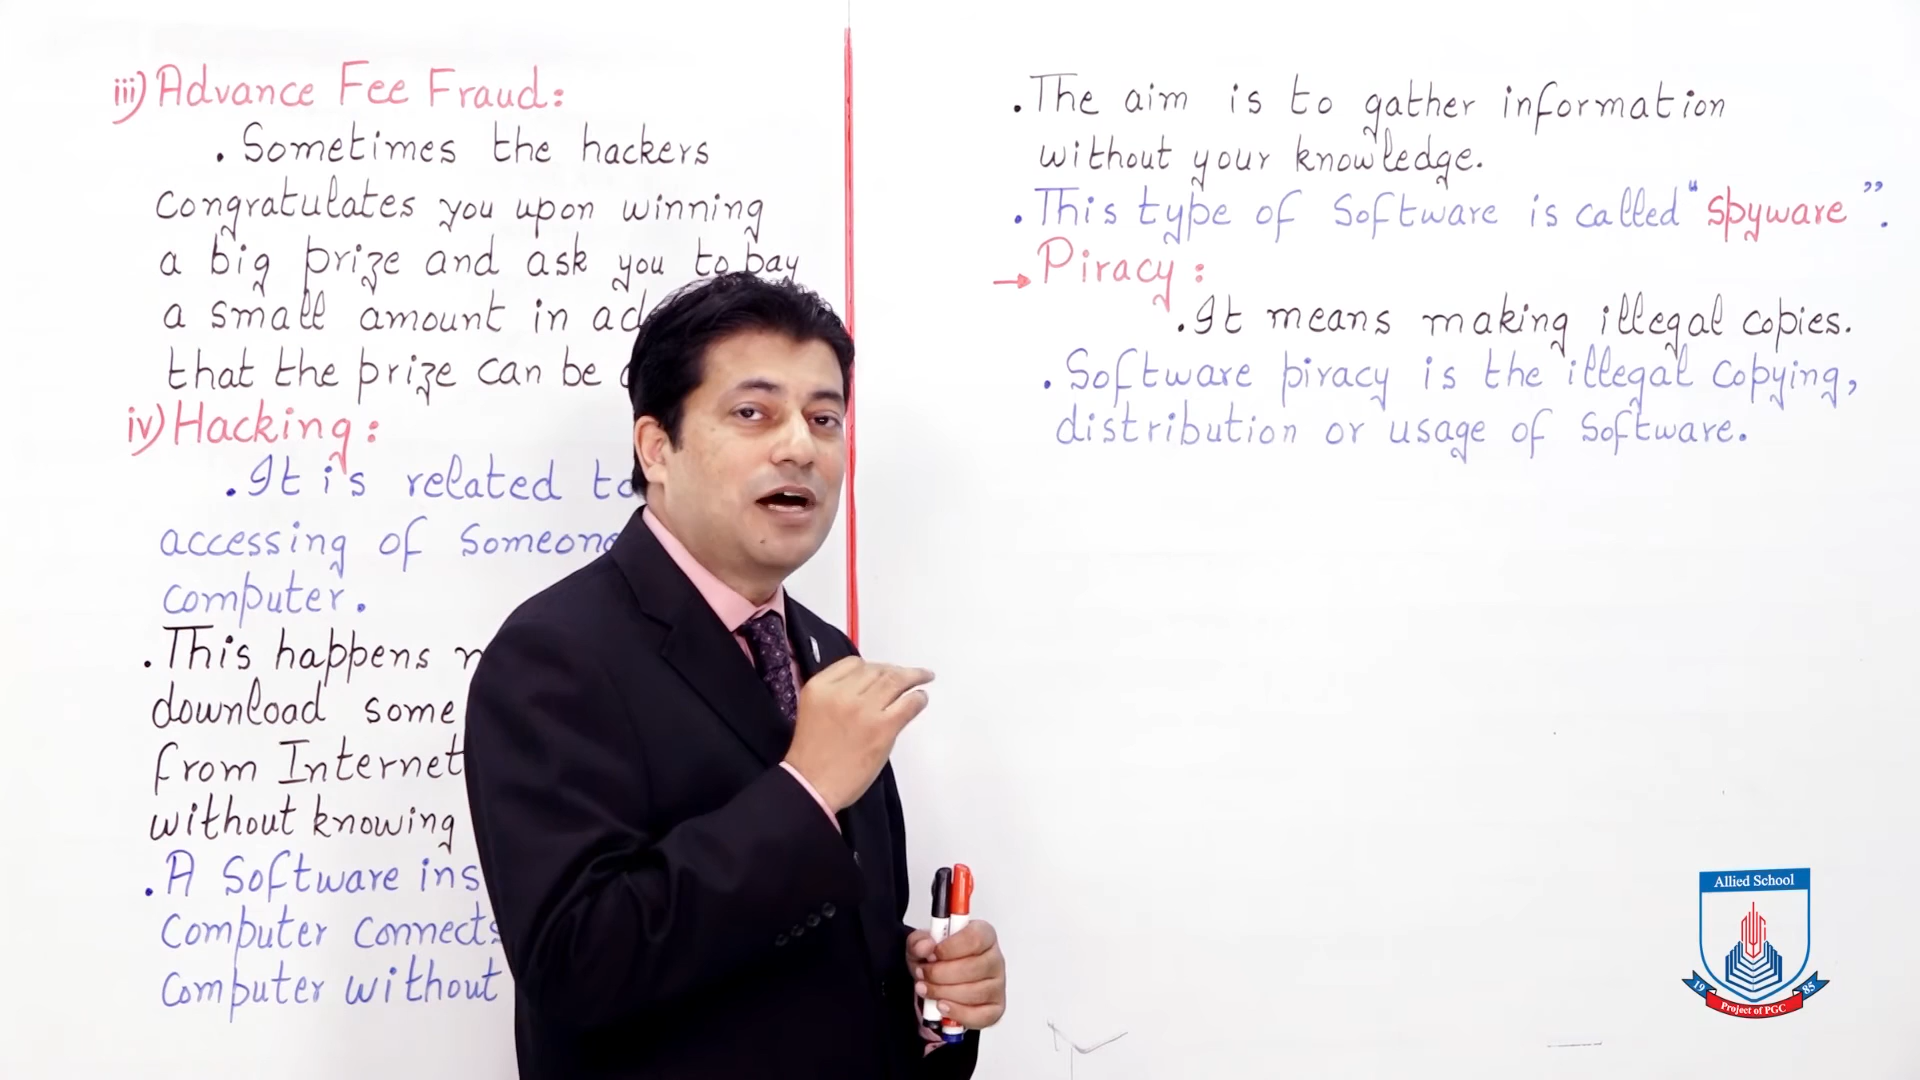 iii) Advance Fee Fraud:
. Sometimes the hackers
congratulates you upon winning
a big prize and ask you to pay
a small amount in
that the prize can be
iv) Hacking:
. It is related to
accessing of someone
computer.
. This happens
download some
from Internet
without knowing
. A Software
computer connects
computer without
. The aim is to gather information
without your knowledge.
. This type of software is called "spyware".
→ Piracy:
. It means making illegal copies.
. Software piracy is the illegal copying,
distribution or usage of software.
Allied School
19 85
Project of PGC